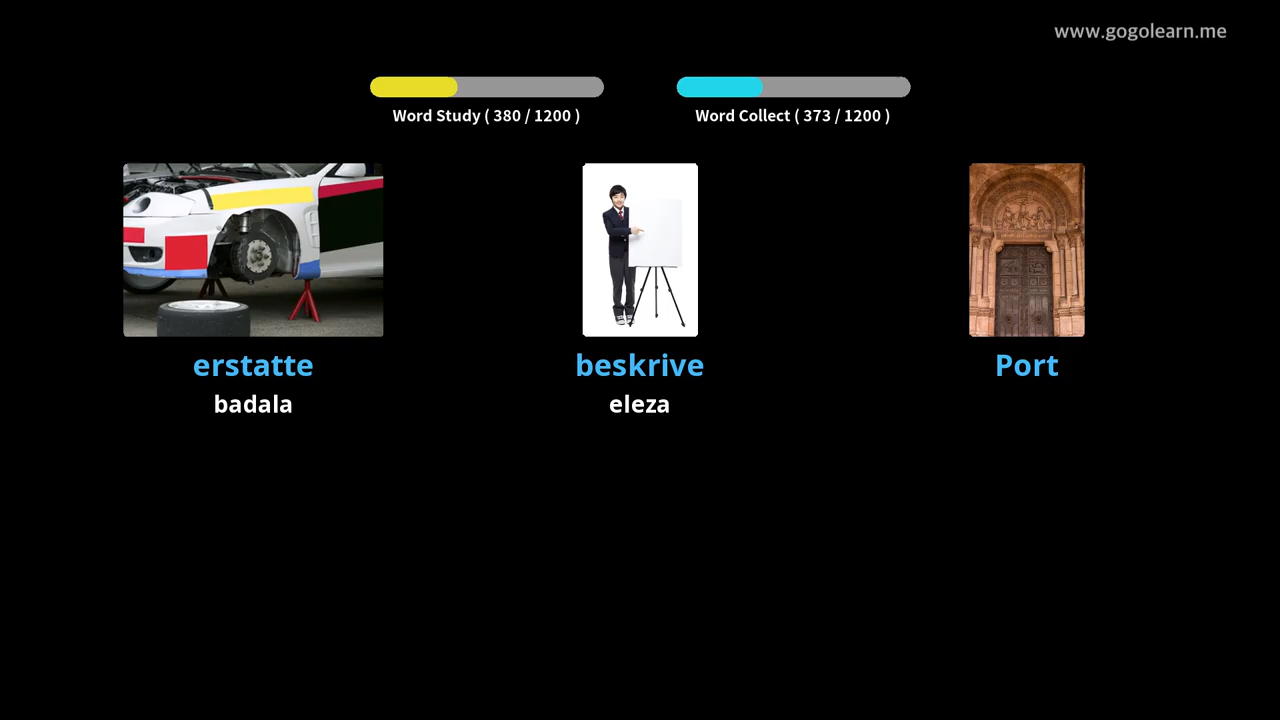 www.gogolearn.me
Word Study ( 380 / 1200 )
Word Collect ( 373 / 1200 )
erstatte
beskrive
Port
badala
eleza